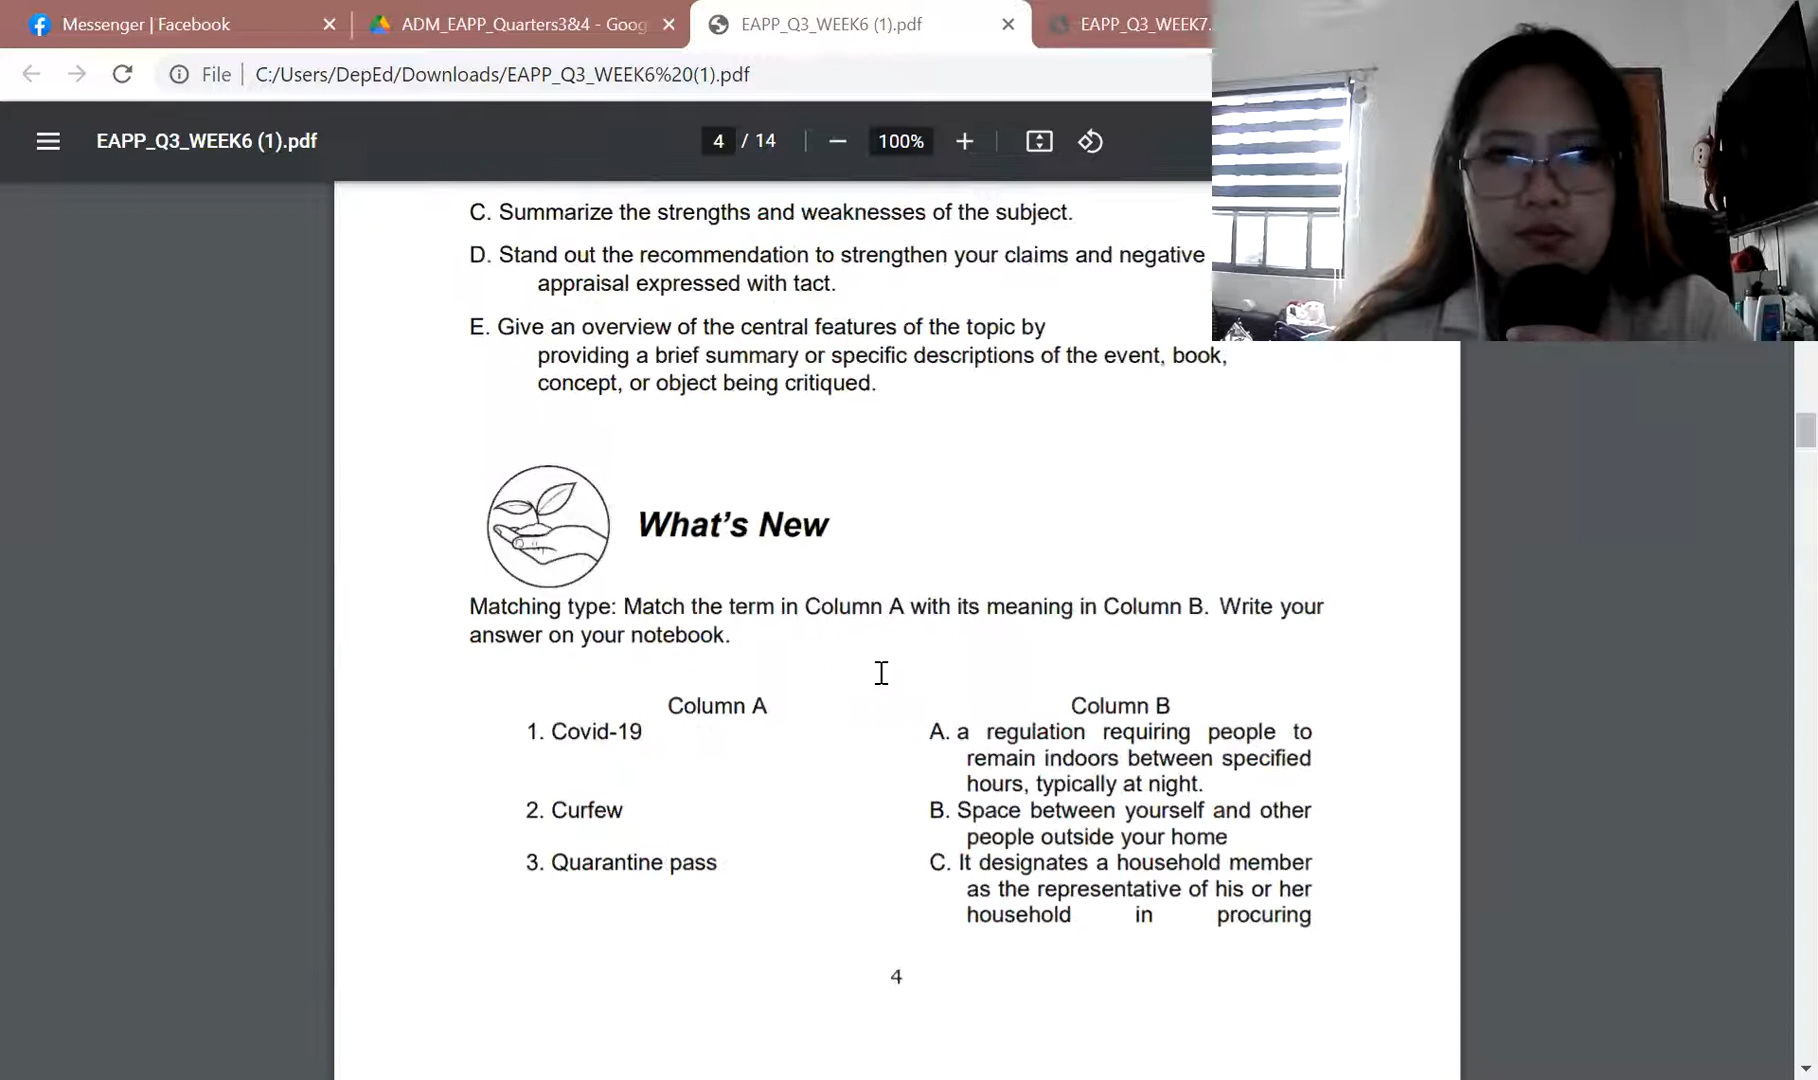 Messenger | Facebook
ADM_EAPP_Quarters3&4 - Goog
EAPP_Q3_WEEK6 (1).pdf
EAPP_Q3_WEEK7.
File
C:/Users/DepEd/Downloads/EAPP_Q3_WEEK6%20(1).pdf
EAPP_Q3_WEEK6 (1).pdf
4 / 14
100%
C. Summarize the strengths and weaknesses of the subject.
D. Stand out the recommendation to strengthen your claims and negative
appraisal expressed with tact.
E. Give an overview of the central features of the topic by
providing a brief summary or specific descriptions of the event, book,
concept, or object being critiqued.
What's New
Matching type: Match the term in Column A with its meaning in Column B. Write your
answer on your notebook.
Column A
1. Covid-19
2. Curfew
3. Quarantine pass
Column B
A. a regulation requiring people to
remain indoors between specified
hours, typically at night.
B. Space between yourself and other
people outside your home
C. It designates a household member
as the representative of his or her
household in procuring
4